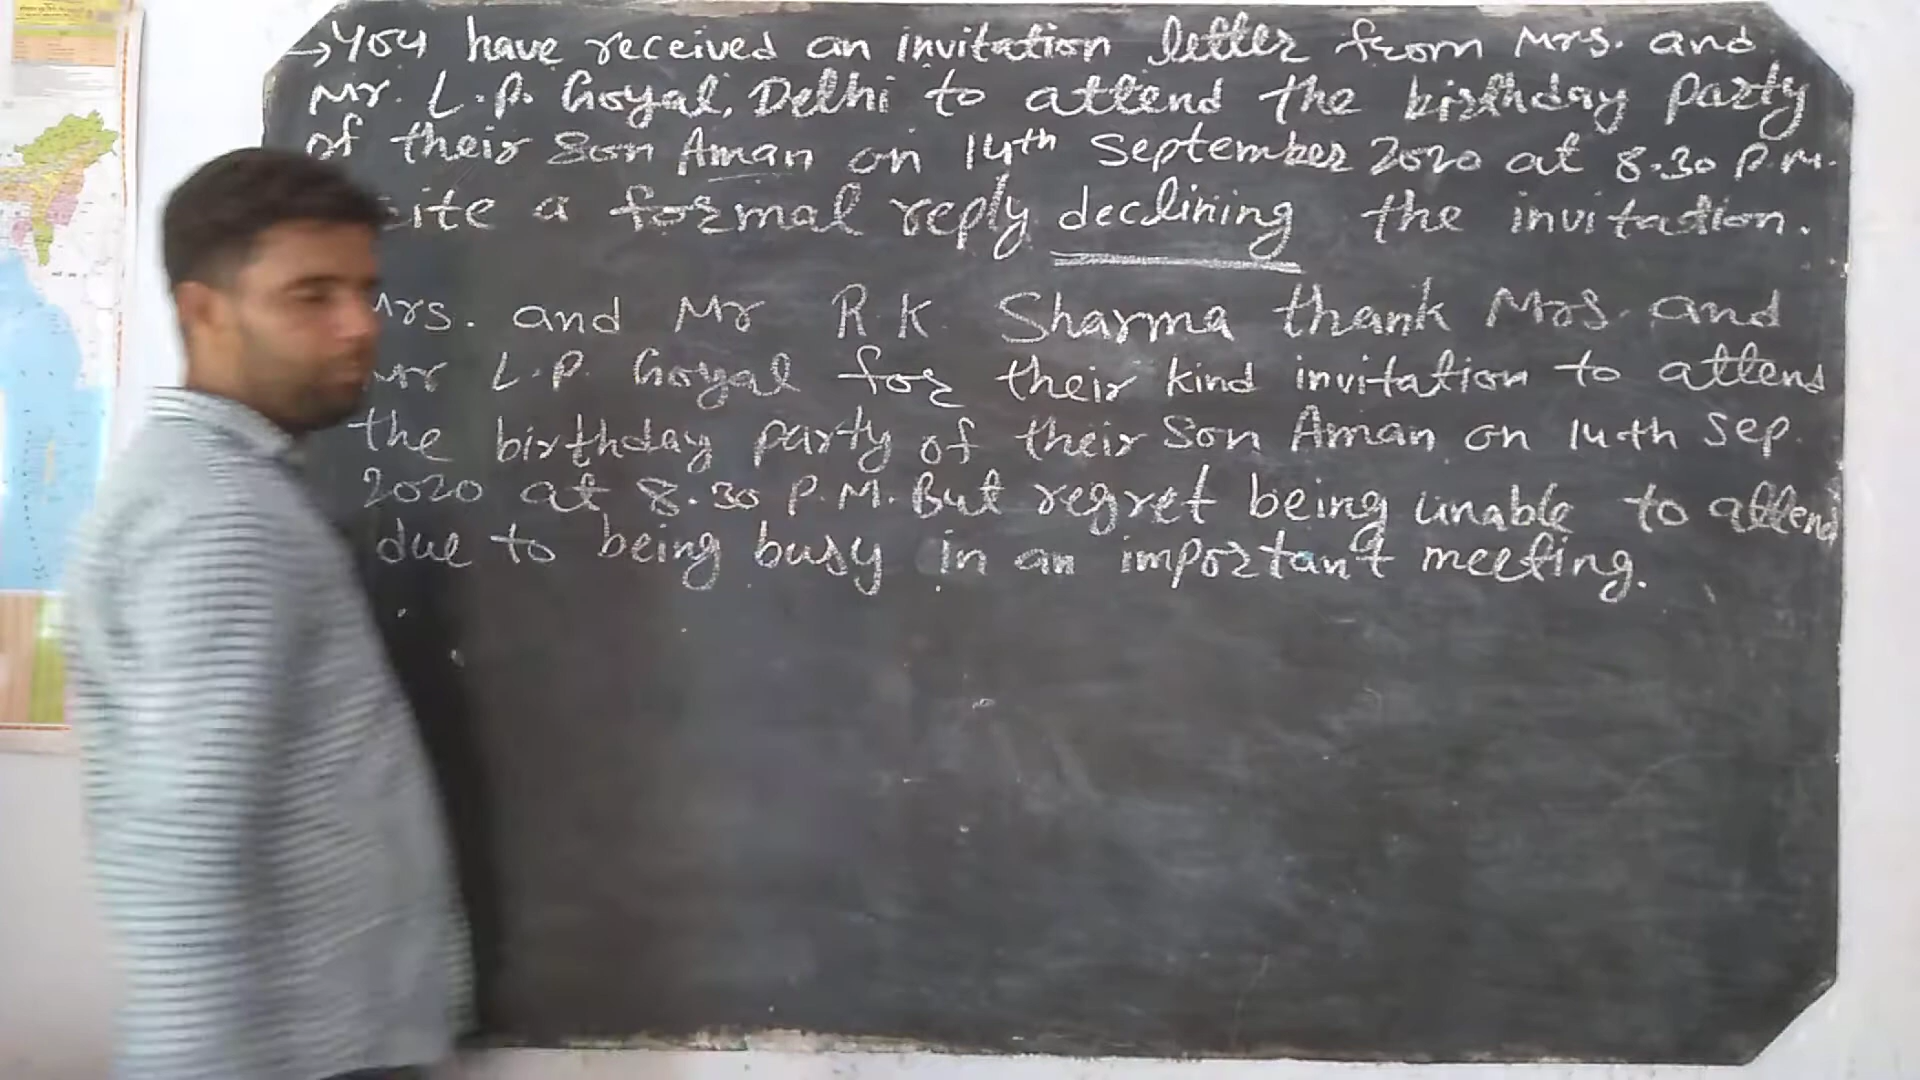 →You have received an invitation letter from Mrs. and
Mr. L.P. Goyal, Delhi to attend the birthday party
of their Son Aman on 14th September 2020 at 8.30 P.M.
a formal reply declining the invitation.
Mrs. and Mr R.K. Sharma thank Mrs. and
Mr L.P. Goyal for their kind invitation to attend
the birthday party of their Son Aman on 14th Sep.
2020 at 8.30 P.M. But regret being unable to attend
due to being busy in an important meeting.